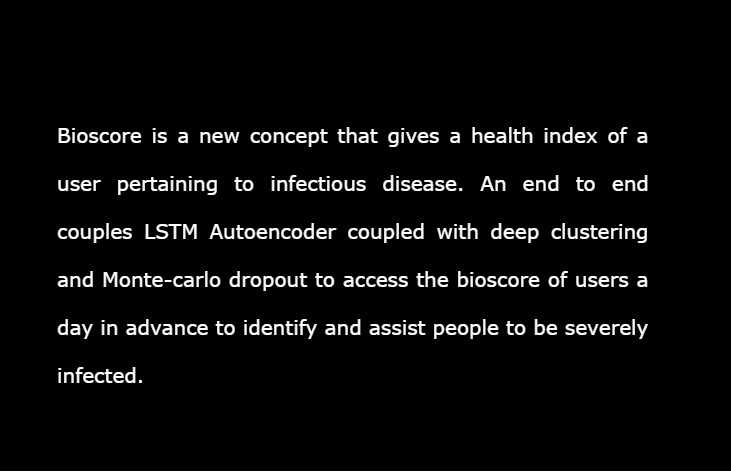 Bioscore is a new concept that gives a health index of a
user pertaining to infectious disease. An end to end
couples LSTM Autoencoder coupled with deep clustering
and Monte-carlo dropout to access the bioscore of users a
day in advance to identify and assist people to be severely
infected.